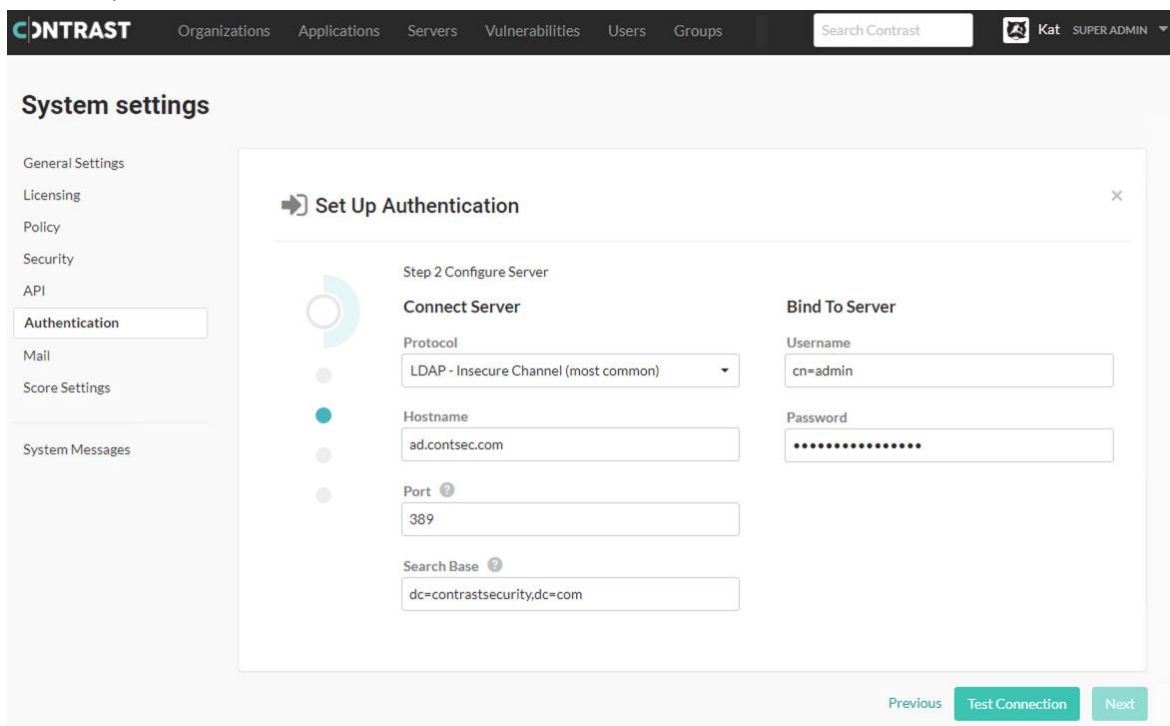 CONTRAST Organizations Applications Servers Vulnerabilities Users Groups Search Contrast Kat SUPER ADMIN
System settings
General Settings
Licensing
Policy
Security
API
Authentication
Mail
Score Settings
System Messages
Set Up Authentication
Step 2 Configure Server
Connect Server
Protocol
LDAP - Insecure Channel (most common)
Hostname
ad.contsec.com
Port
389
Search Base
dc=contrastsecurity,dc=com
Bind To Server
Username
cn=admin
Password
••••••••••••••••
Previous Test Connection Next